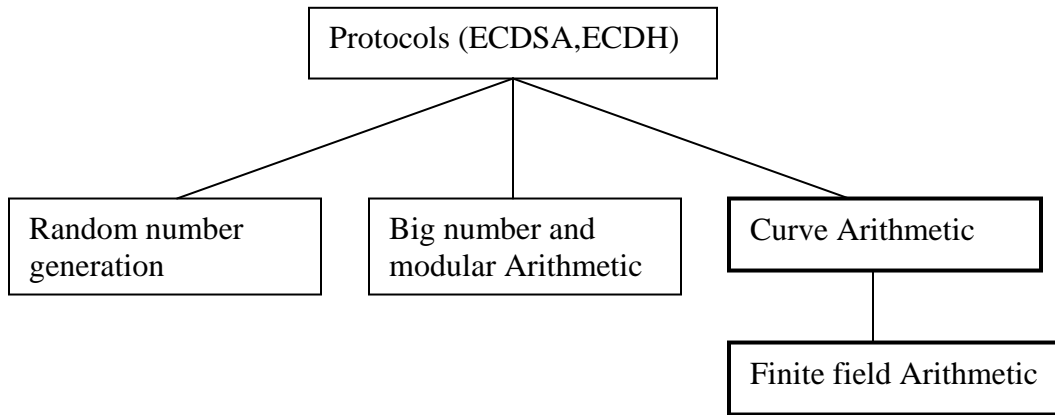 Protocols (ECDSA,ECDH)
Random number
generation
Big number and
modular Arithmetic
Curve Arithmetic
Finite field Arithmetic